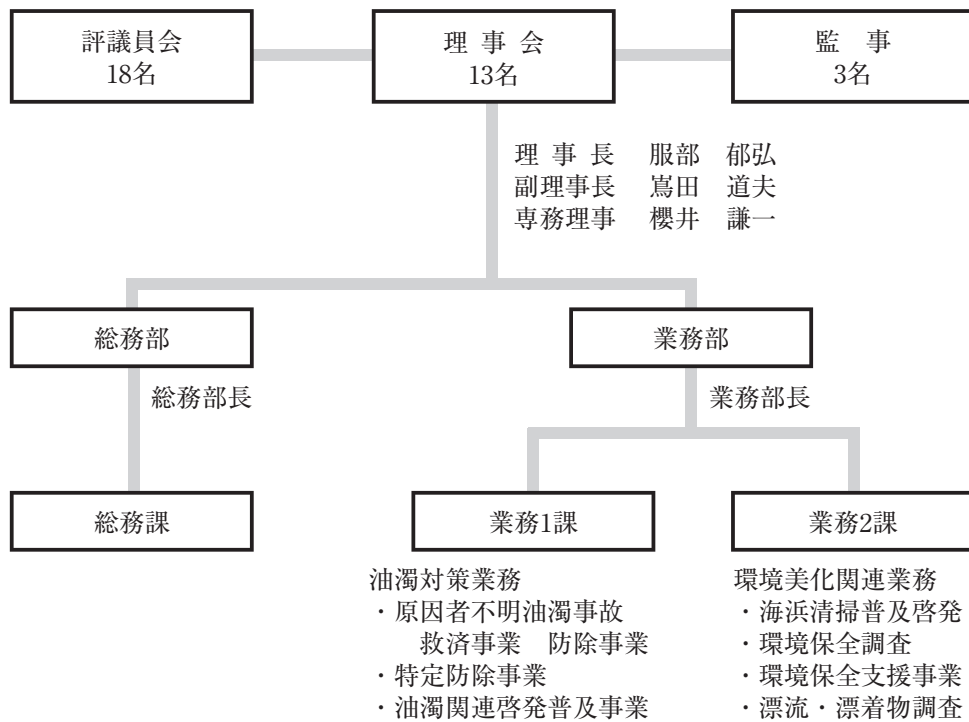 評議員会
18名
理 事 会
13名
監　事
3名
理 事 長　服部　郁弘
副理事長　嶌田　道夫
専務理事　櫻井　謙一
総務部
業務部
総務部長
業務部長
総務課
業務1課
業務2課
油濁対策業務
・原因者不明油濁事故
救済事業　防除事業
・特定防除事業
・油濁関連啓発普及事業
環境美化関連業務
・海浜清掃普及啓発
・環境保全調査
・環境保全支援事業
・漂流・漂着物調査